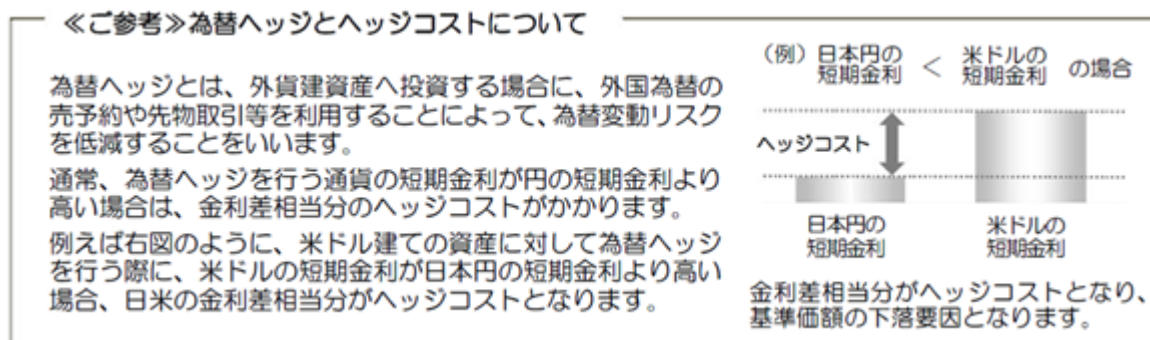 ≪ご参考≫為替ヘッジとヘッジコストについて
為替ヘッジとは、外貨建資産へ投資する場合に、外国為替の
売予約や先物取引等を利用することによって、為替変動リスク
を低減することをいいます。
通常、為替ヘッジを行う通貨の短期金利が円の短期金利より
高い場合は、金利差相当分のヘッジコストがかかります。
例えば右図のように、米ドル建ての資産に対して為替ヘッジ
を行う際に、米ドルの短期金利が日本円の短期金利より高い
場合、日米の金利差相当分がヘッジコストとなります。
（例）日本円の短期金利 ＜ 米ドルの短期金利 の場合
ヘッジコスト
日本円の
短期金利
米ドルの
短期金利
金利差相当分がヘッジコストとなり、
基準価額の下落要因となります。